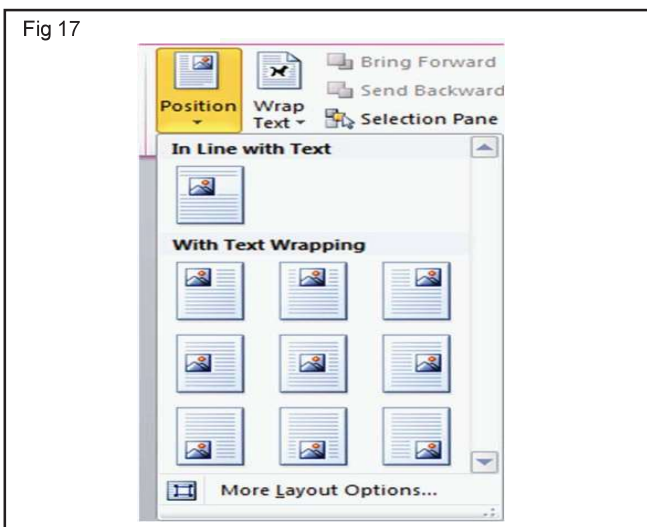 Fig 17
Position
Wrap
Text
Bring Forward
Send Backward
Selection Pane
In Line with Text
With Text Wrapping
More Layout Options...